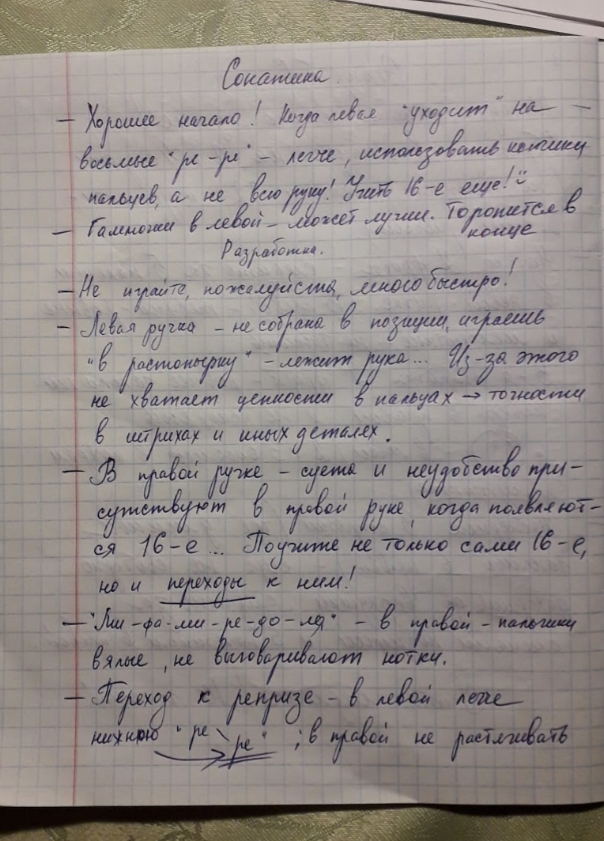 Сонатина.
– Хорошее начало! Когда левая "уходит" на –
восьмые "ре-ре" – легче, использовать кончики
пальцев, а не всю руку! Учить 16-е еще!
– Гаммочки в левой – может лучш. Торопится в
конце
Разработка.
– Не играйте, пожалуйста, много быстро!
– Левая ручка – не собрана в позиции, играешь
"в растопырку" – лежит рука... Из-за этого
не хватает цепкости в пальцах → точности
в штрихах и иных деталях.
– В правой ручке – суета и неудобство при-
сутствуют в правой руке, когда появляют-
ся 16-е... Поучите не только сами 16-е,
но и переходы к ним!
– "Ми-фа-ми-ре-до-ля" – в правой – пальчики
вялые, не выговаривают нотки.
– Переход к репризе – в левой легче
нижнюю "ре \ ре"; в правой не растягивать